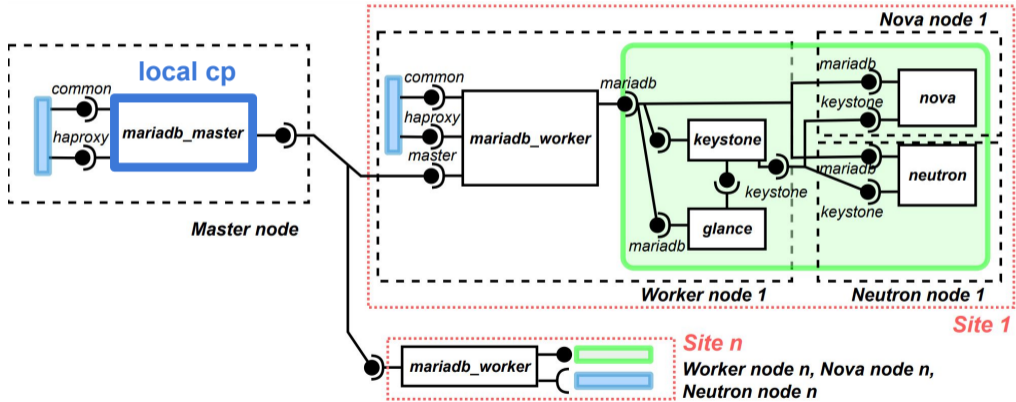 local cp
common
haproxy
mariadb_master
Master node
common
haproxy
master
mariadb_worker
mariadb
keystone
keystone
glance
mariadb
Worker node 1
Nova node 1
mariadb
keystone
nova
mariadb
keystone
neutron
Neutron node 1
Site 1
mariadb_worker
Site n
Worker node n, Nova node n,
Neutron node n